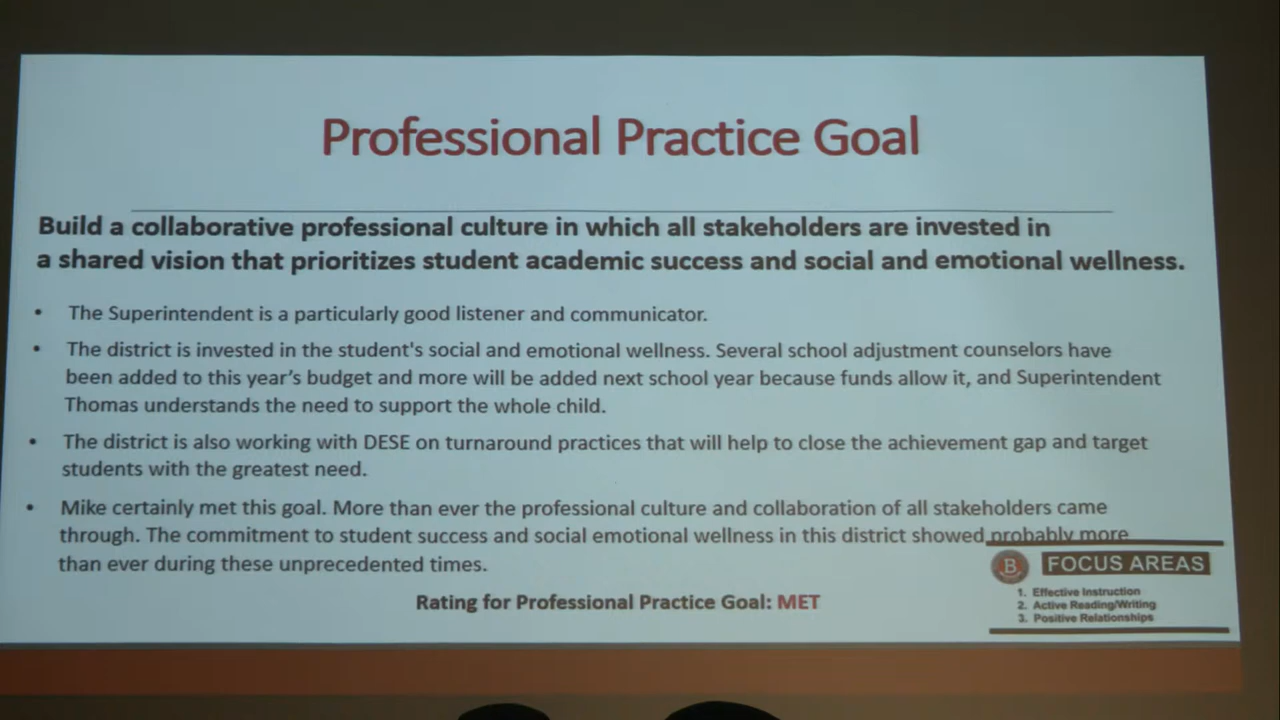 Professional Practice Goal
Build a collaborative professional culture in which all stakeholders are invested in
a shared vision that prioritizes student academic success and social and emotional wellness.
• The Superintendent is a particularly good listener and communicator.
• The district is invested in the student's social and emotional wellness. Several school adjustment counselors have
been added to this year's budget and more will be added next school year because funds allow it, and Superintendent
Thomas understands the need to support the whole child.
• The district is also working with DESE on turnaround practices that will help to close the achievement gap and target
students with the greatest need.
• Mike certainly met this goal. More than ever the professional culture and collaboration of all stakeholders came
through. The commitment to student success and social emotional wellness in this district showed probably more
than ever during these unprecedented times.
Rating for Professional Practice Goal: MET
B
FOCUS AREAS
1. Effective Instruction
2. Active Reading/Writing
3. Positive Relationships